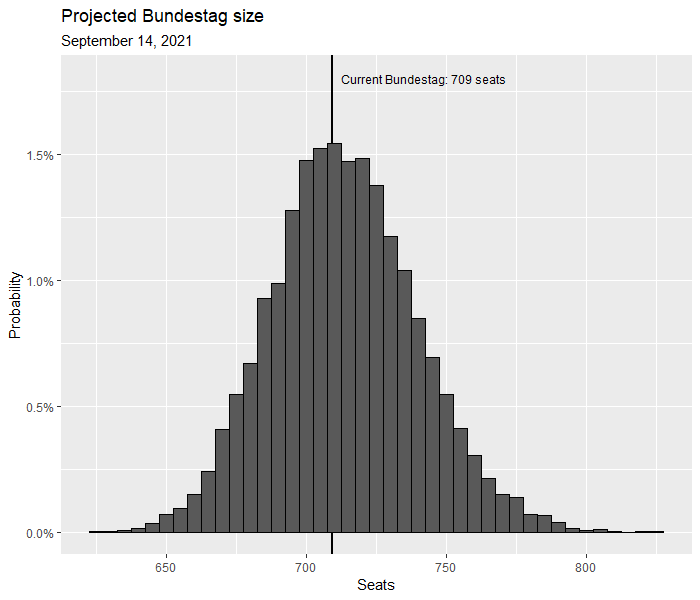 Projected Bundestag size
September 14, 2021
Current Bundestag: 709 seats
1.5%
1.0%
0.5%
0.0%
Probability
650 700 750 800
Seats